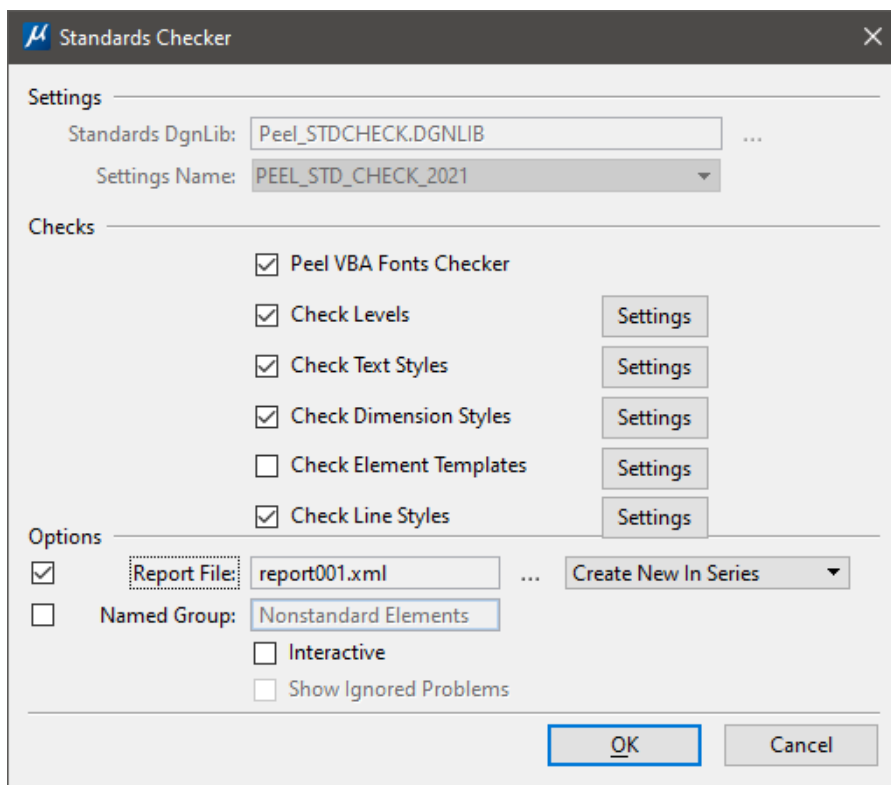 Standards Checker
Settings
Standards DgnLib: Peel_STDCHECK.DGNLIB ...
Settings Name: PEEL_STD_CHECK_2021
Checks
Peel VBA Fonts Checker
Check Levels Settings
Check Text Styles Settings
Check Dimension Styles Settings
Check Element Templates Settings
Check Line Styles Settings
Options
Report File: report001.xml ... Create New In Series
Named Group: Nonstandard Elements
Interactive
Show Ignored Problems
OK Cancel